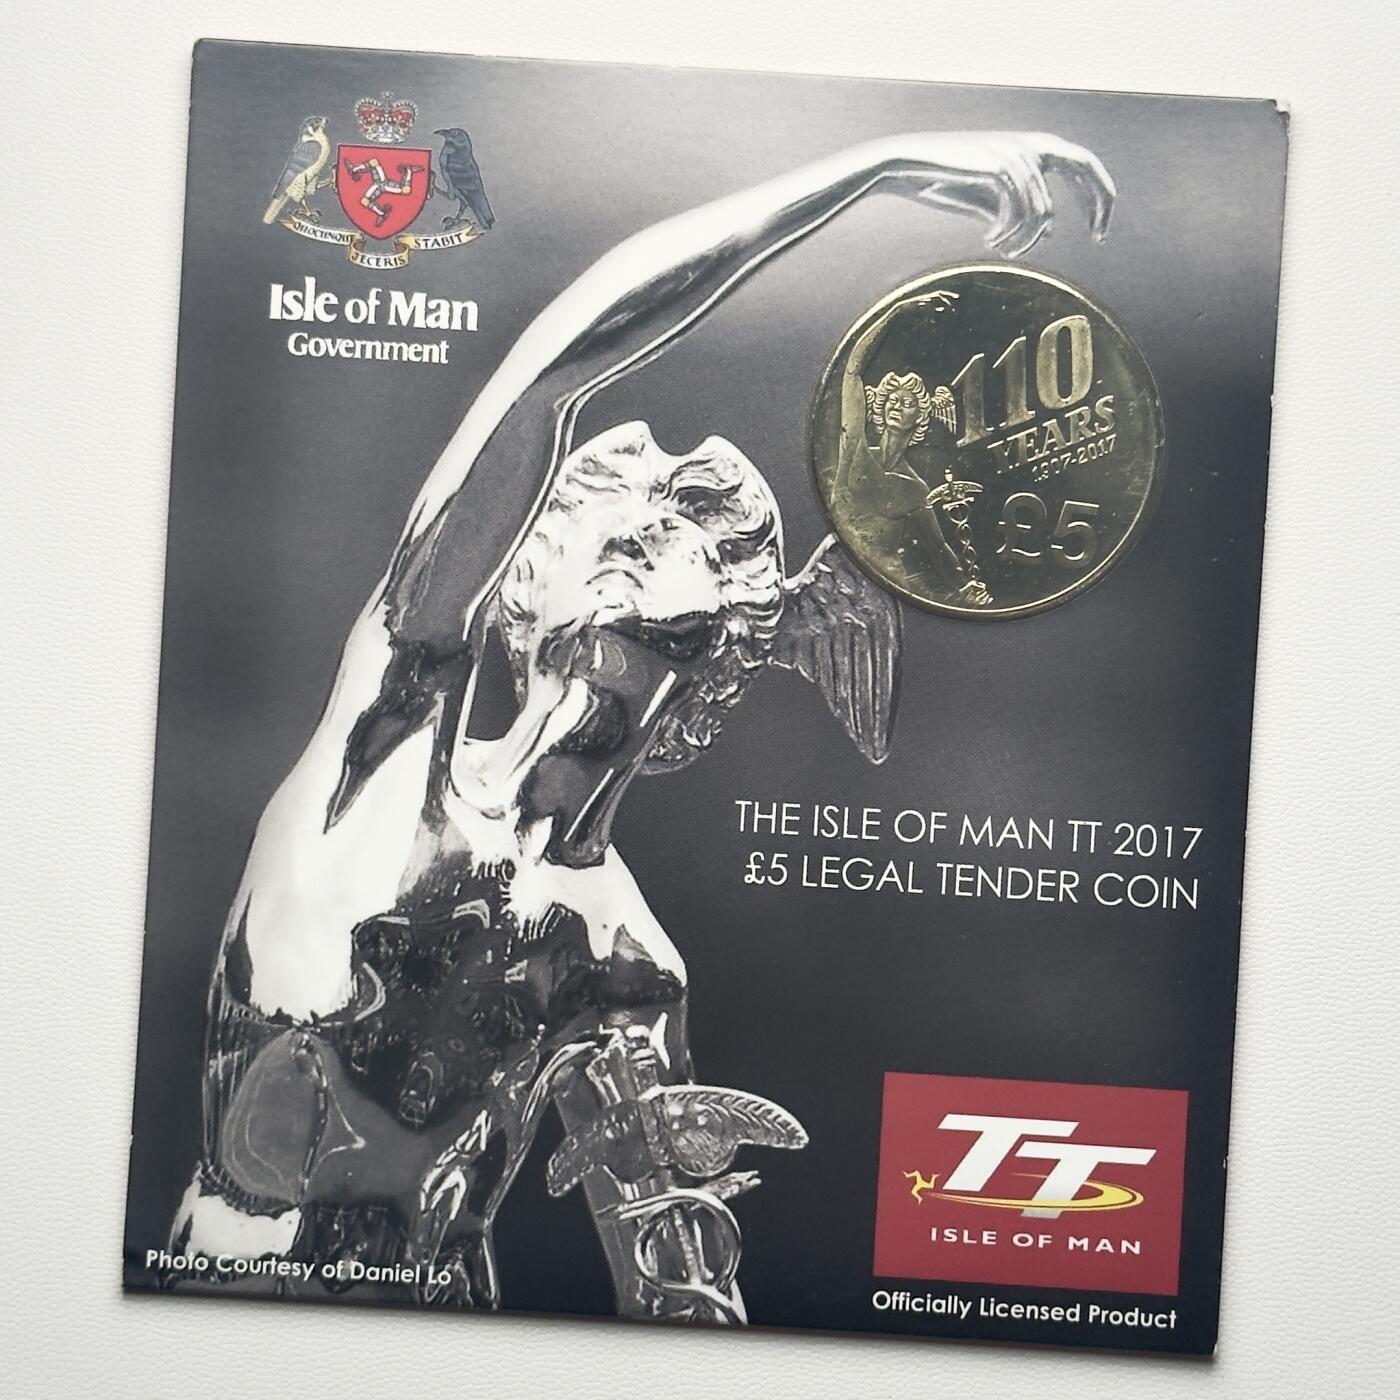 QUOCUNQUE
JECERIS
STABIT
Isle of Man
Government
110
YEARS
1907-2017
£5
THE ISLE OF MAN TT 2017
£5 LEGAL TENDER COIN
TT
ISLE OF MAN
Photo Courtesy of Daniel Lo
Officially Licensed Product